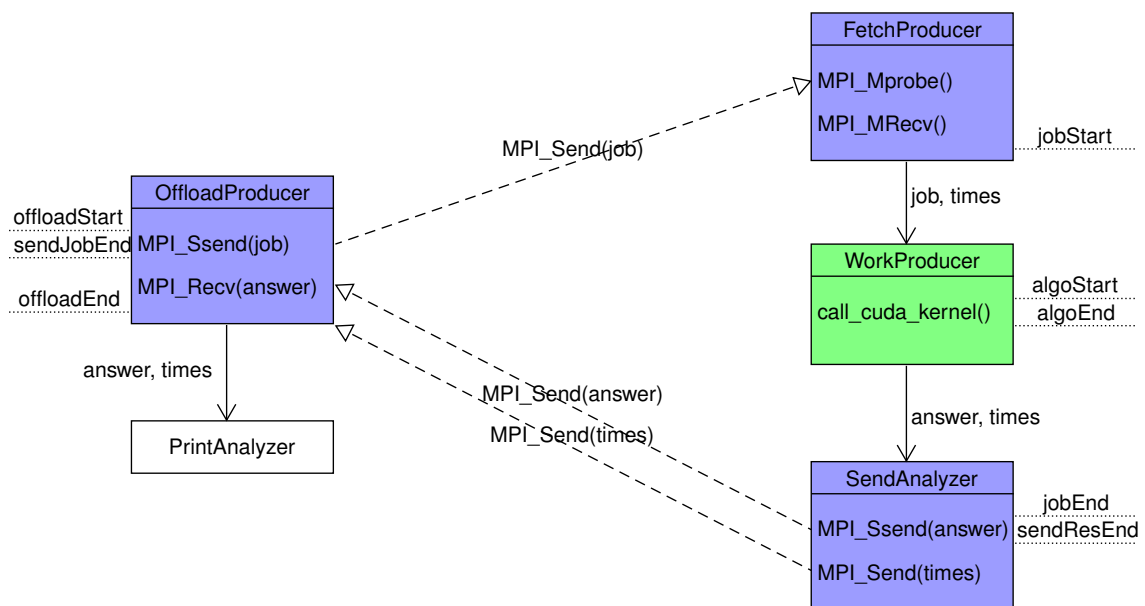 FetchProducer
MPI_Mprobe()
MPI_MRecv()
jobStart
MPI_Send(job)
OffloadProducer
offloadStart
sendJobEnd
MPI_Ssend(job)
MPI_Recv(answer)
offloadEnd
job, times
WorkProducer
call_cuda_kernel()
algoStart
algoEnd
answer, times
MPI_Send(answer)
MPI_Send(times)
answer, times
PrintAnalyzer
SendAnalyzer
MPI_Ssend(answer)
MPI_Send(times)
jobEnd
sendResEnd